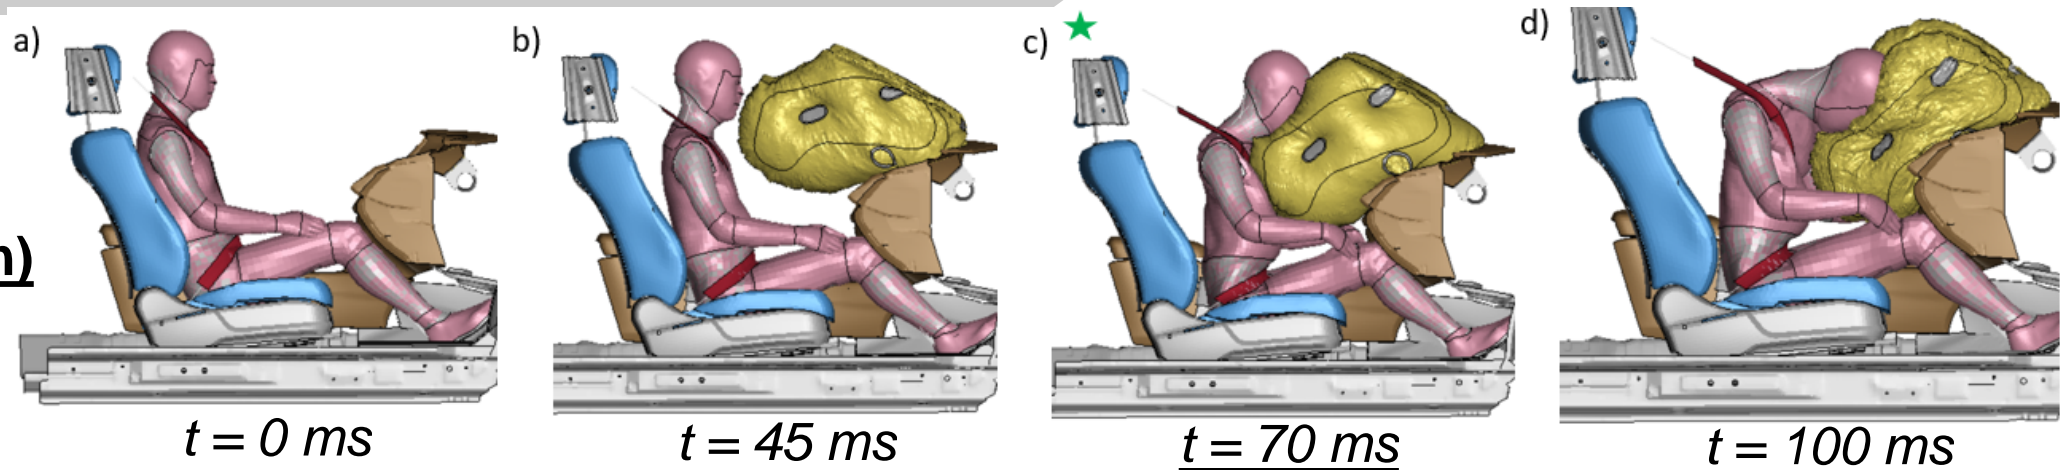 a)
b)
c)
d)
t = 0 ms
t = 45 ms
t = 70 ms
t = 100 ms